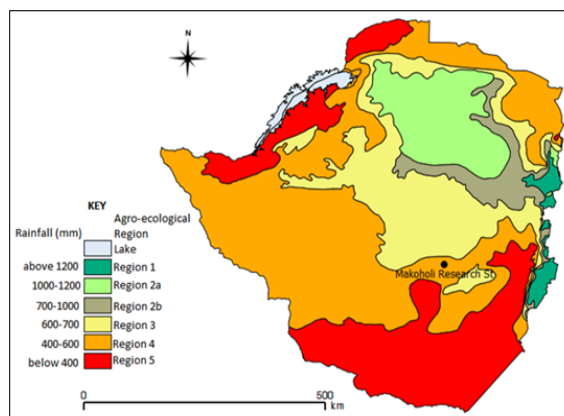 N
Makoholi Research St
KEY
Agro-ecological
Rainfall (mm) Region
Lake
above 1200 Region 1
1000-1200 Region 2a
700-1000 Region 2b
600-700 Region 3
400-600 Region 4
below 400 Region 5
0 500
km